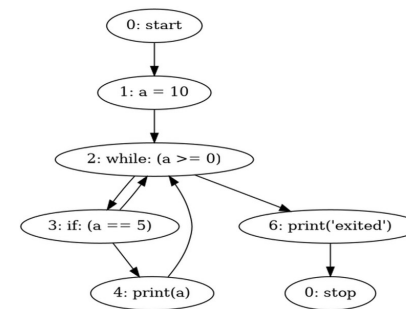 0: start
1: a = 10
2: while: (a >= 0)
3: if: (a == 5)
6: print('exited')
4: print(a)
0: stop